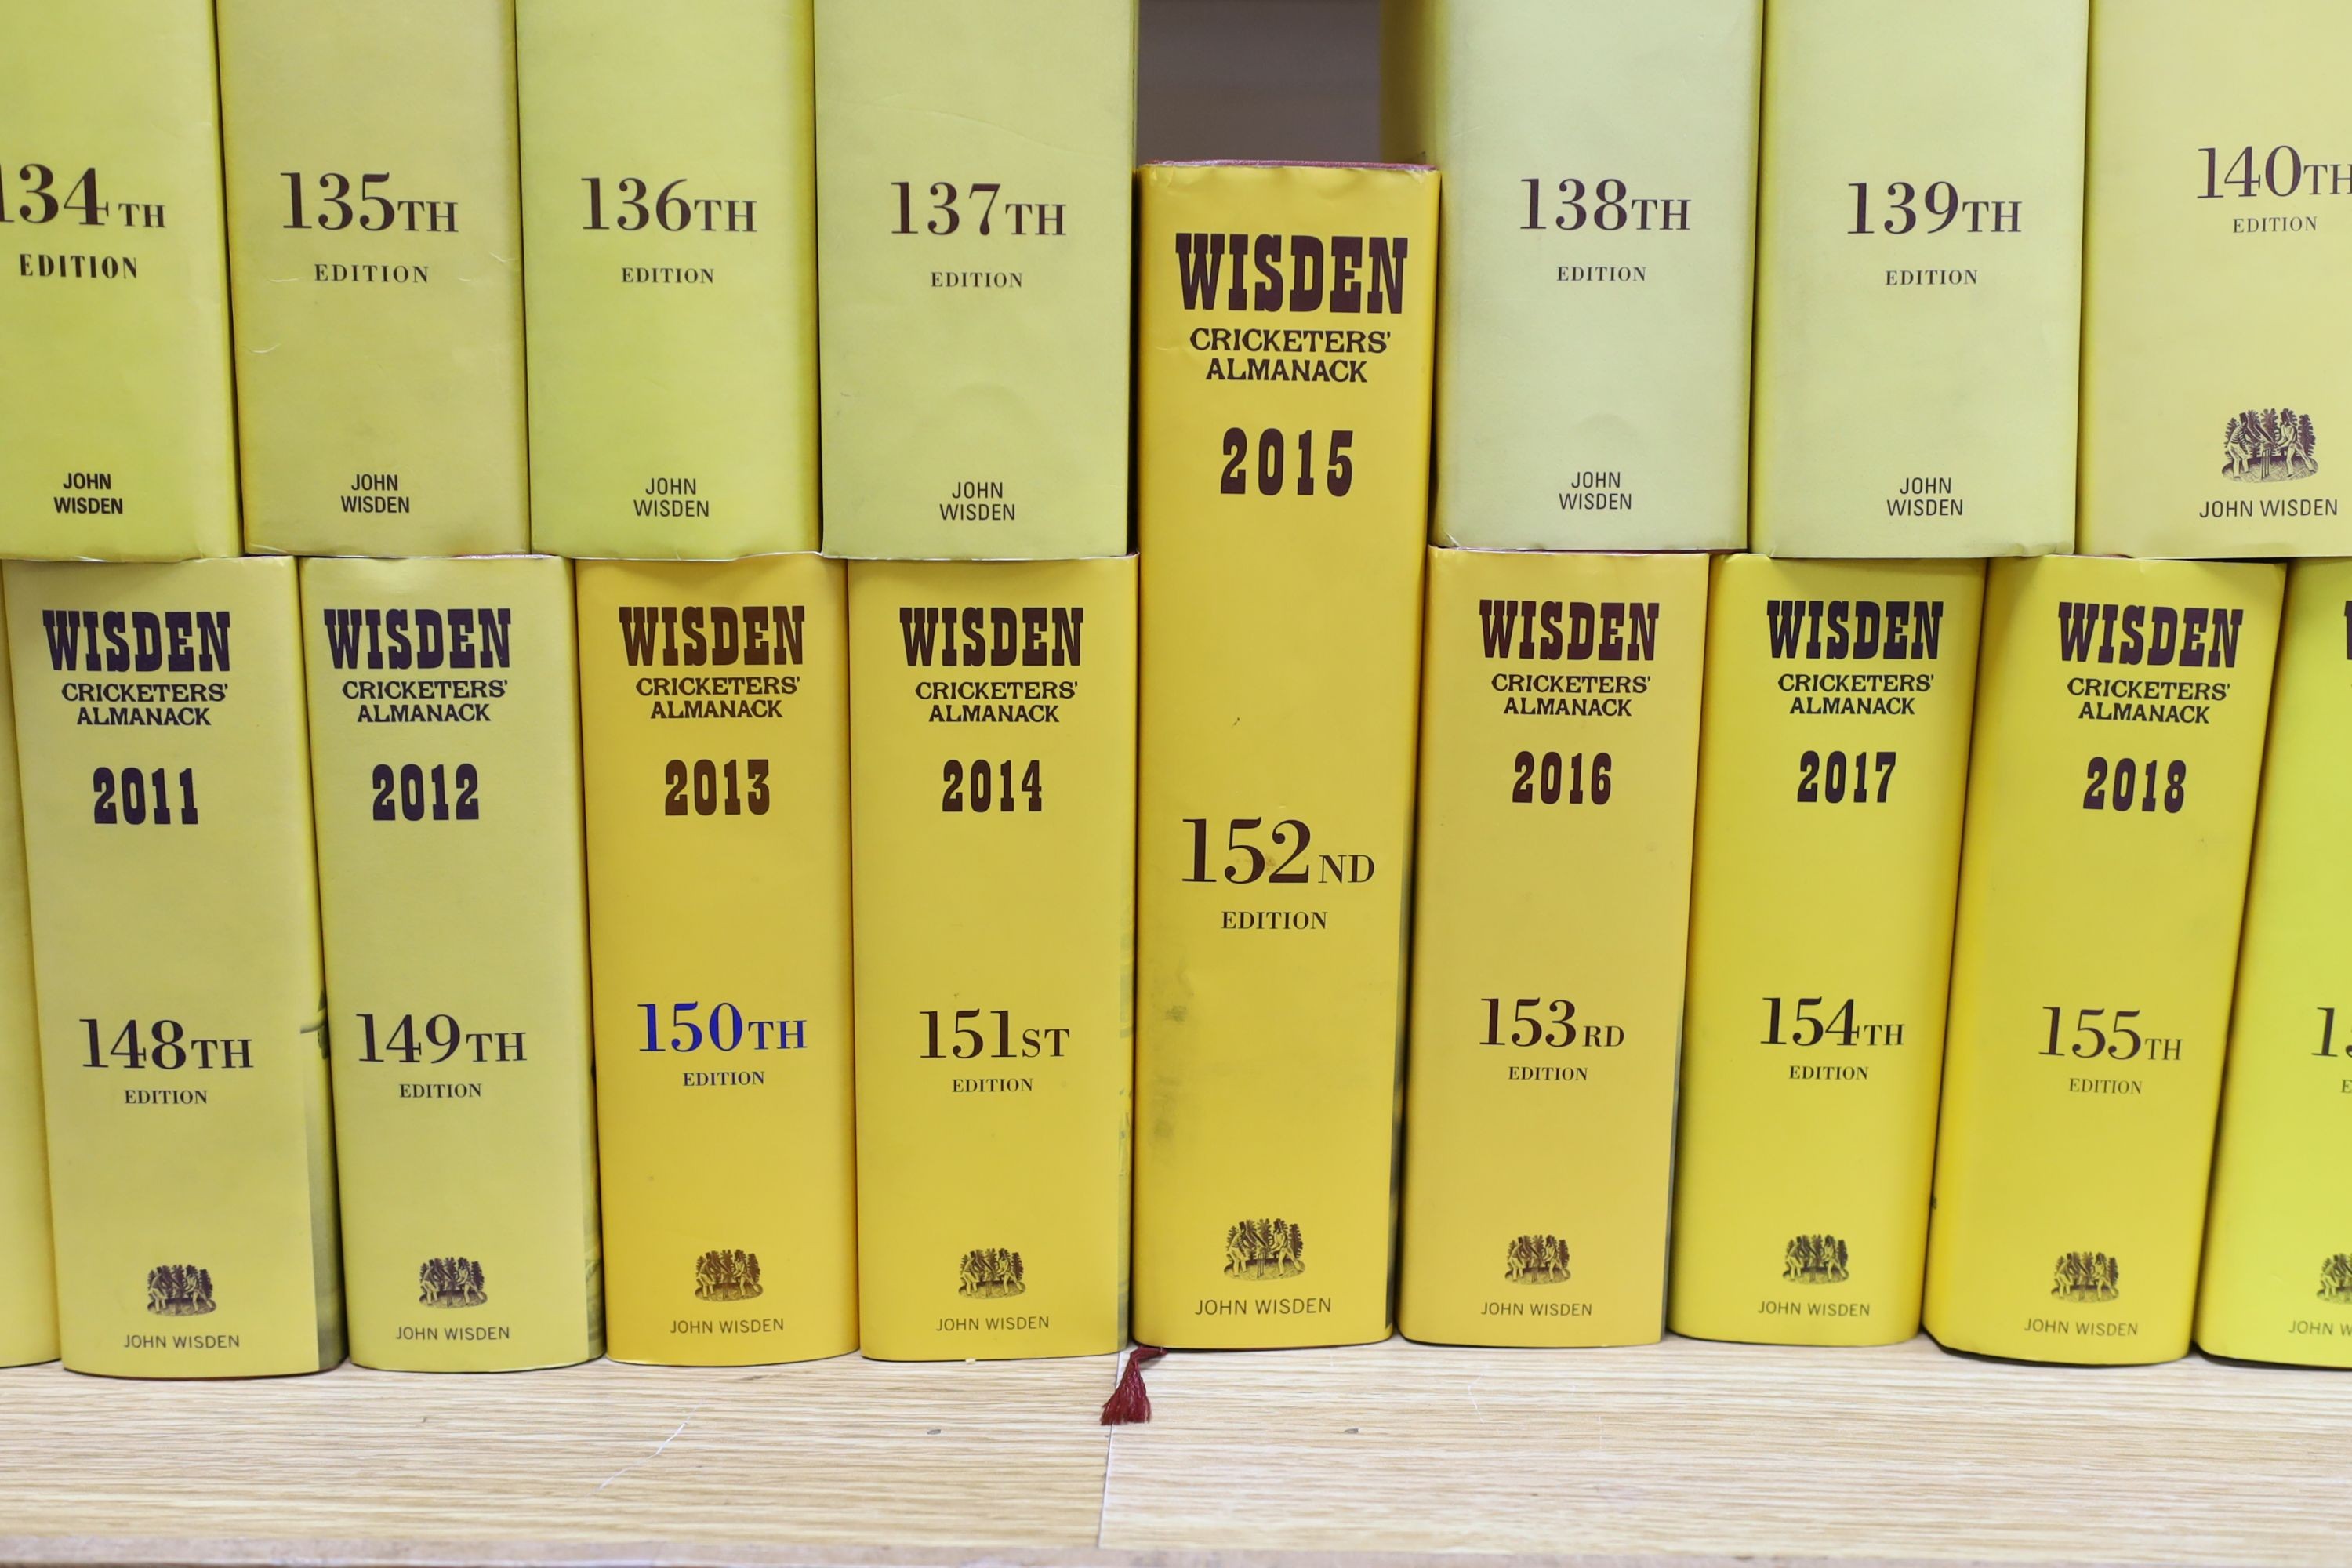 134TH
EDITION
JOHN
WISDEN
135TH
EDITION
JOHN
WISDEN
136TH
EDITION
JOHN
WISDEN
137TH
EDITION
JOHN
WISDEN
138TH
EDITION
JOHN
WISDEN
139TH
EDITION
JOHN
WISDEN
140TH
EDITION
JOHN WISDEN
WISDEN
CRICKETERS'
ALMANACK
2011
148TH
EDITION
JOHN WISDEN
WISDEN
CRICKETERS'
ALMANACK
2012
149TH
EDITION
JOHN WISDEN
WISDEN
CRICKETERS'
ALMANACK
2013
150TH
EDITION
JOHN WISDEN
WISDEN
CRICKETERS'
ALMANACK
2014
151ST
EDITION
JOHN WISDEN
WISDEN
CRICKETERS'
ALMANACK
2015
152ND
EDITION
JOHN WISDEN
WISDEN
CRICKETERS'
ALMANACK
2016
153RD
EDITION
JOHN WISDEN
WISDEN
CRICKETERS'
ALMANACK
2017
154TH
EDITION
JOHN WISDEN
WISDEN
CRICKETERS'
ALMANACK
2018
155TH
EDITION
JOHN WISDEN
JOHN